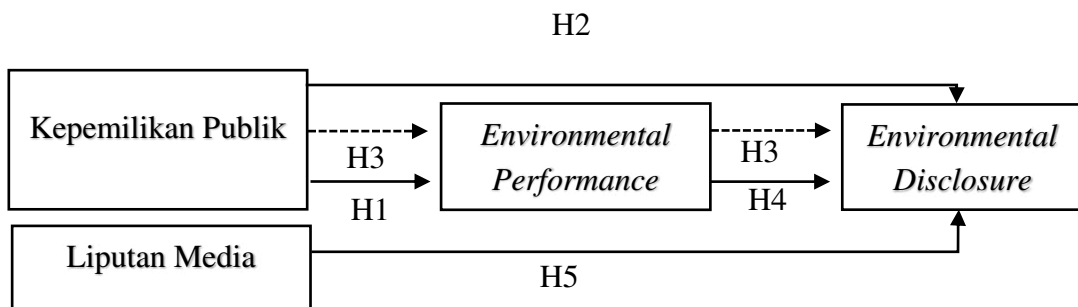 H2
Kepemilikan Publik
H3
H1
Environmental
Performance
H3
H4
Environmental
Disclosure
Liputan Media
H5